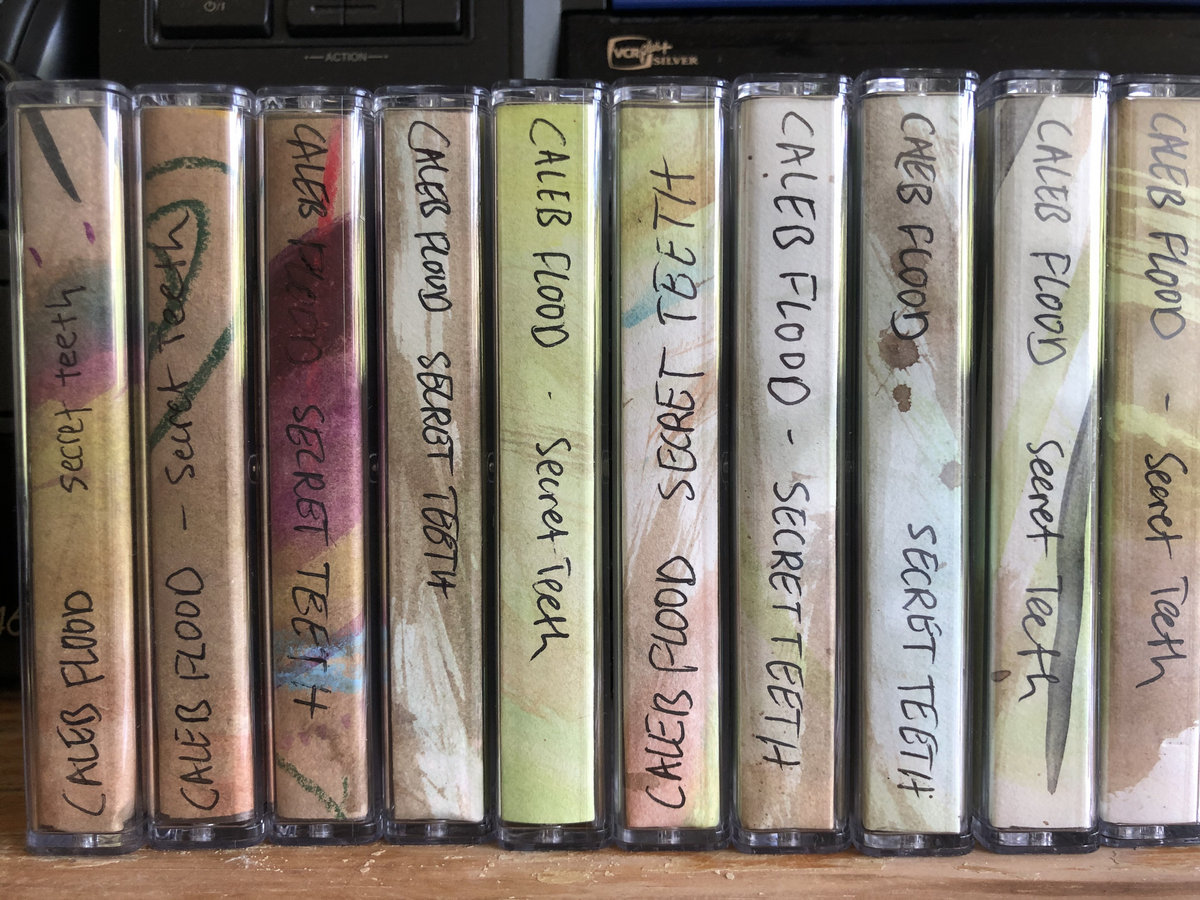 ACTION
VCR plus+
SILVER
CALEB FLOOD secret teeth
CALEB FLOOD - Secret Teeth
CALEB FLOOD SECRET TEETH
CALEB FLOOD SECRET TEETH
CALEB FLOOD - Secret Teeth
CALEB FLOOD SECRET TEETH
CALEB FLOOD - SECRET TEETH
CALEB FLOOD SECRET TEETH
CALEB FLOOD Secret Teeth
CALEB FLOOD - Secret Teeth